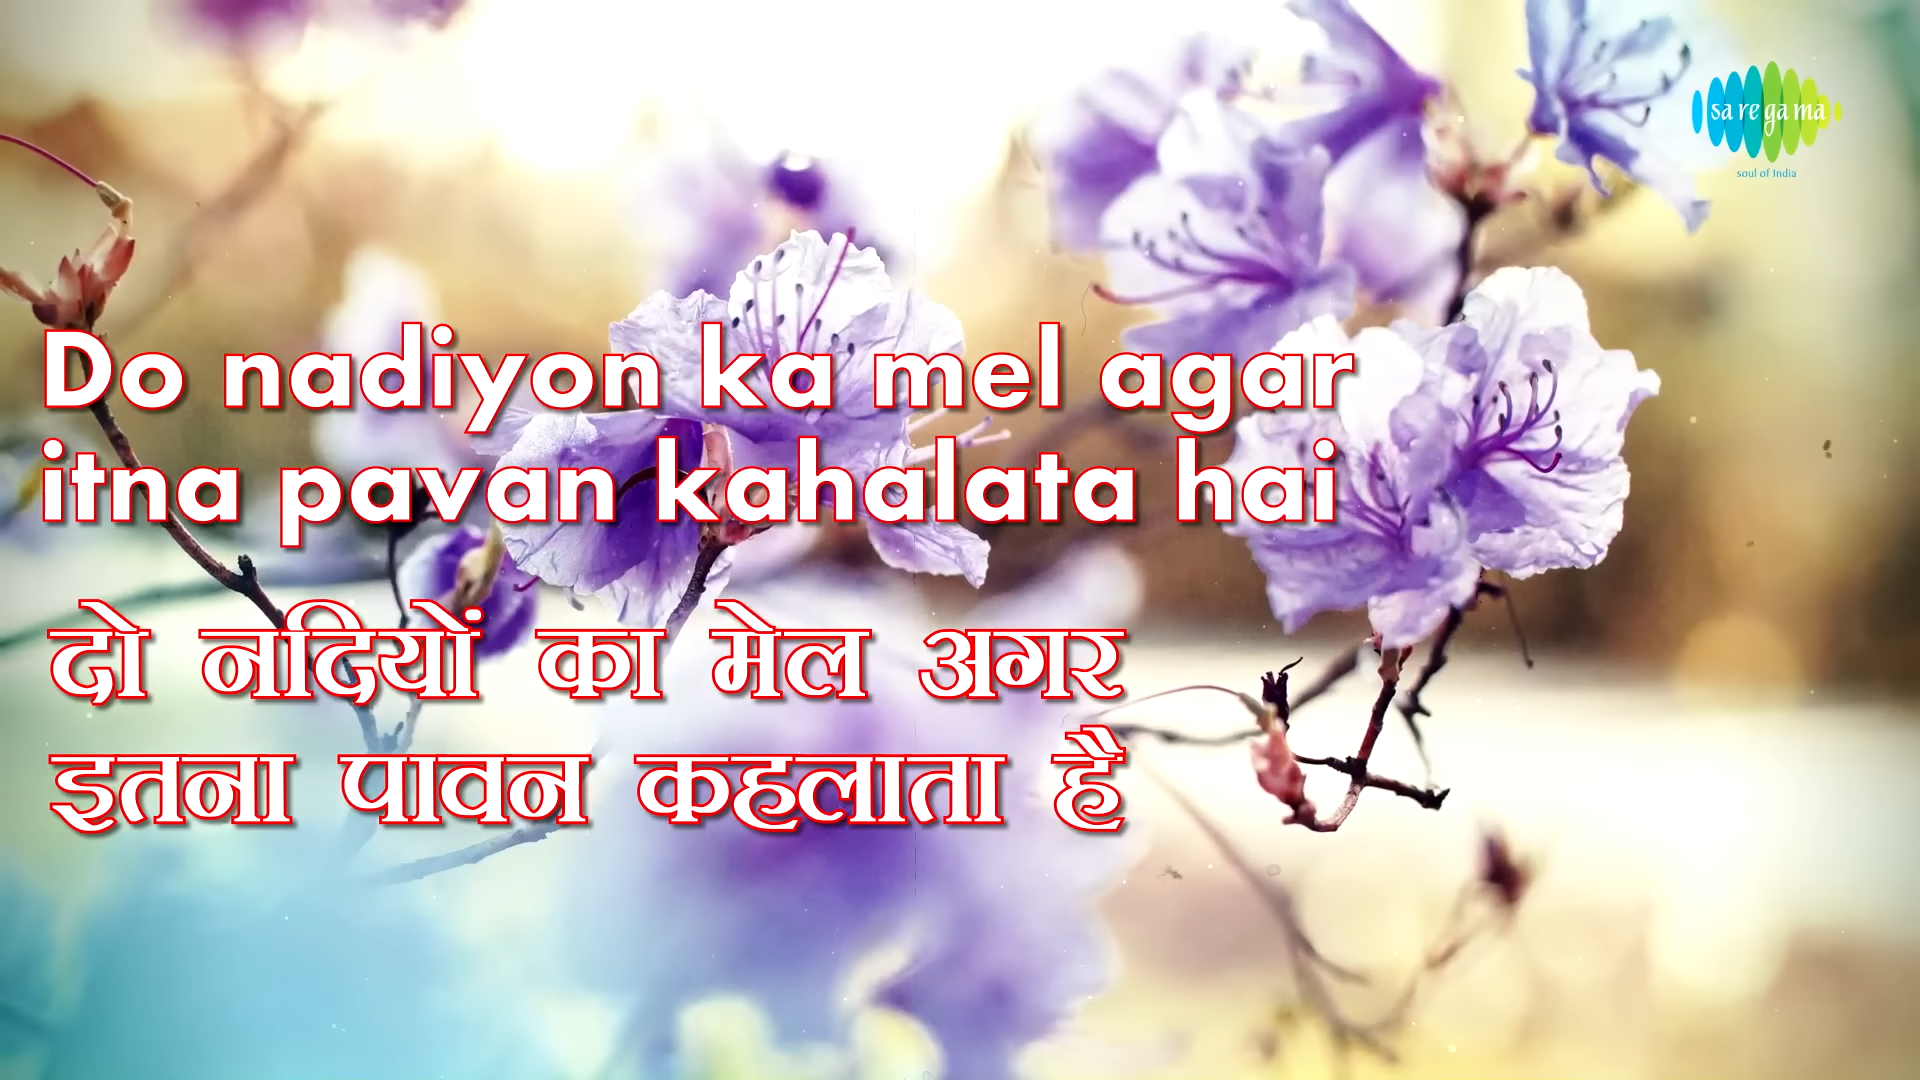 sa re ga ma
soul of India
Do nadiyon ka mel agar
itna pavan kahalata hai
दो नदियों का मेल अगर
इतना पावन कहलाता है